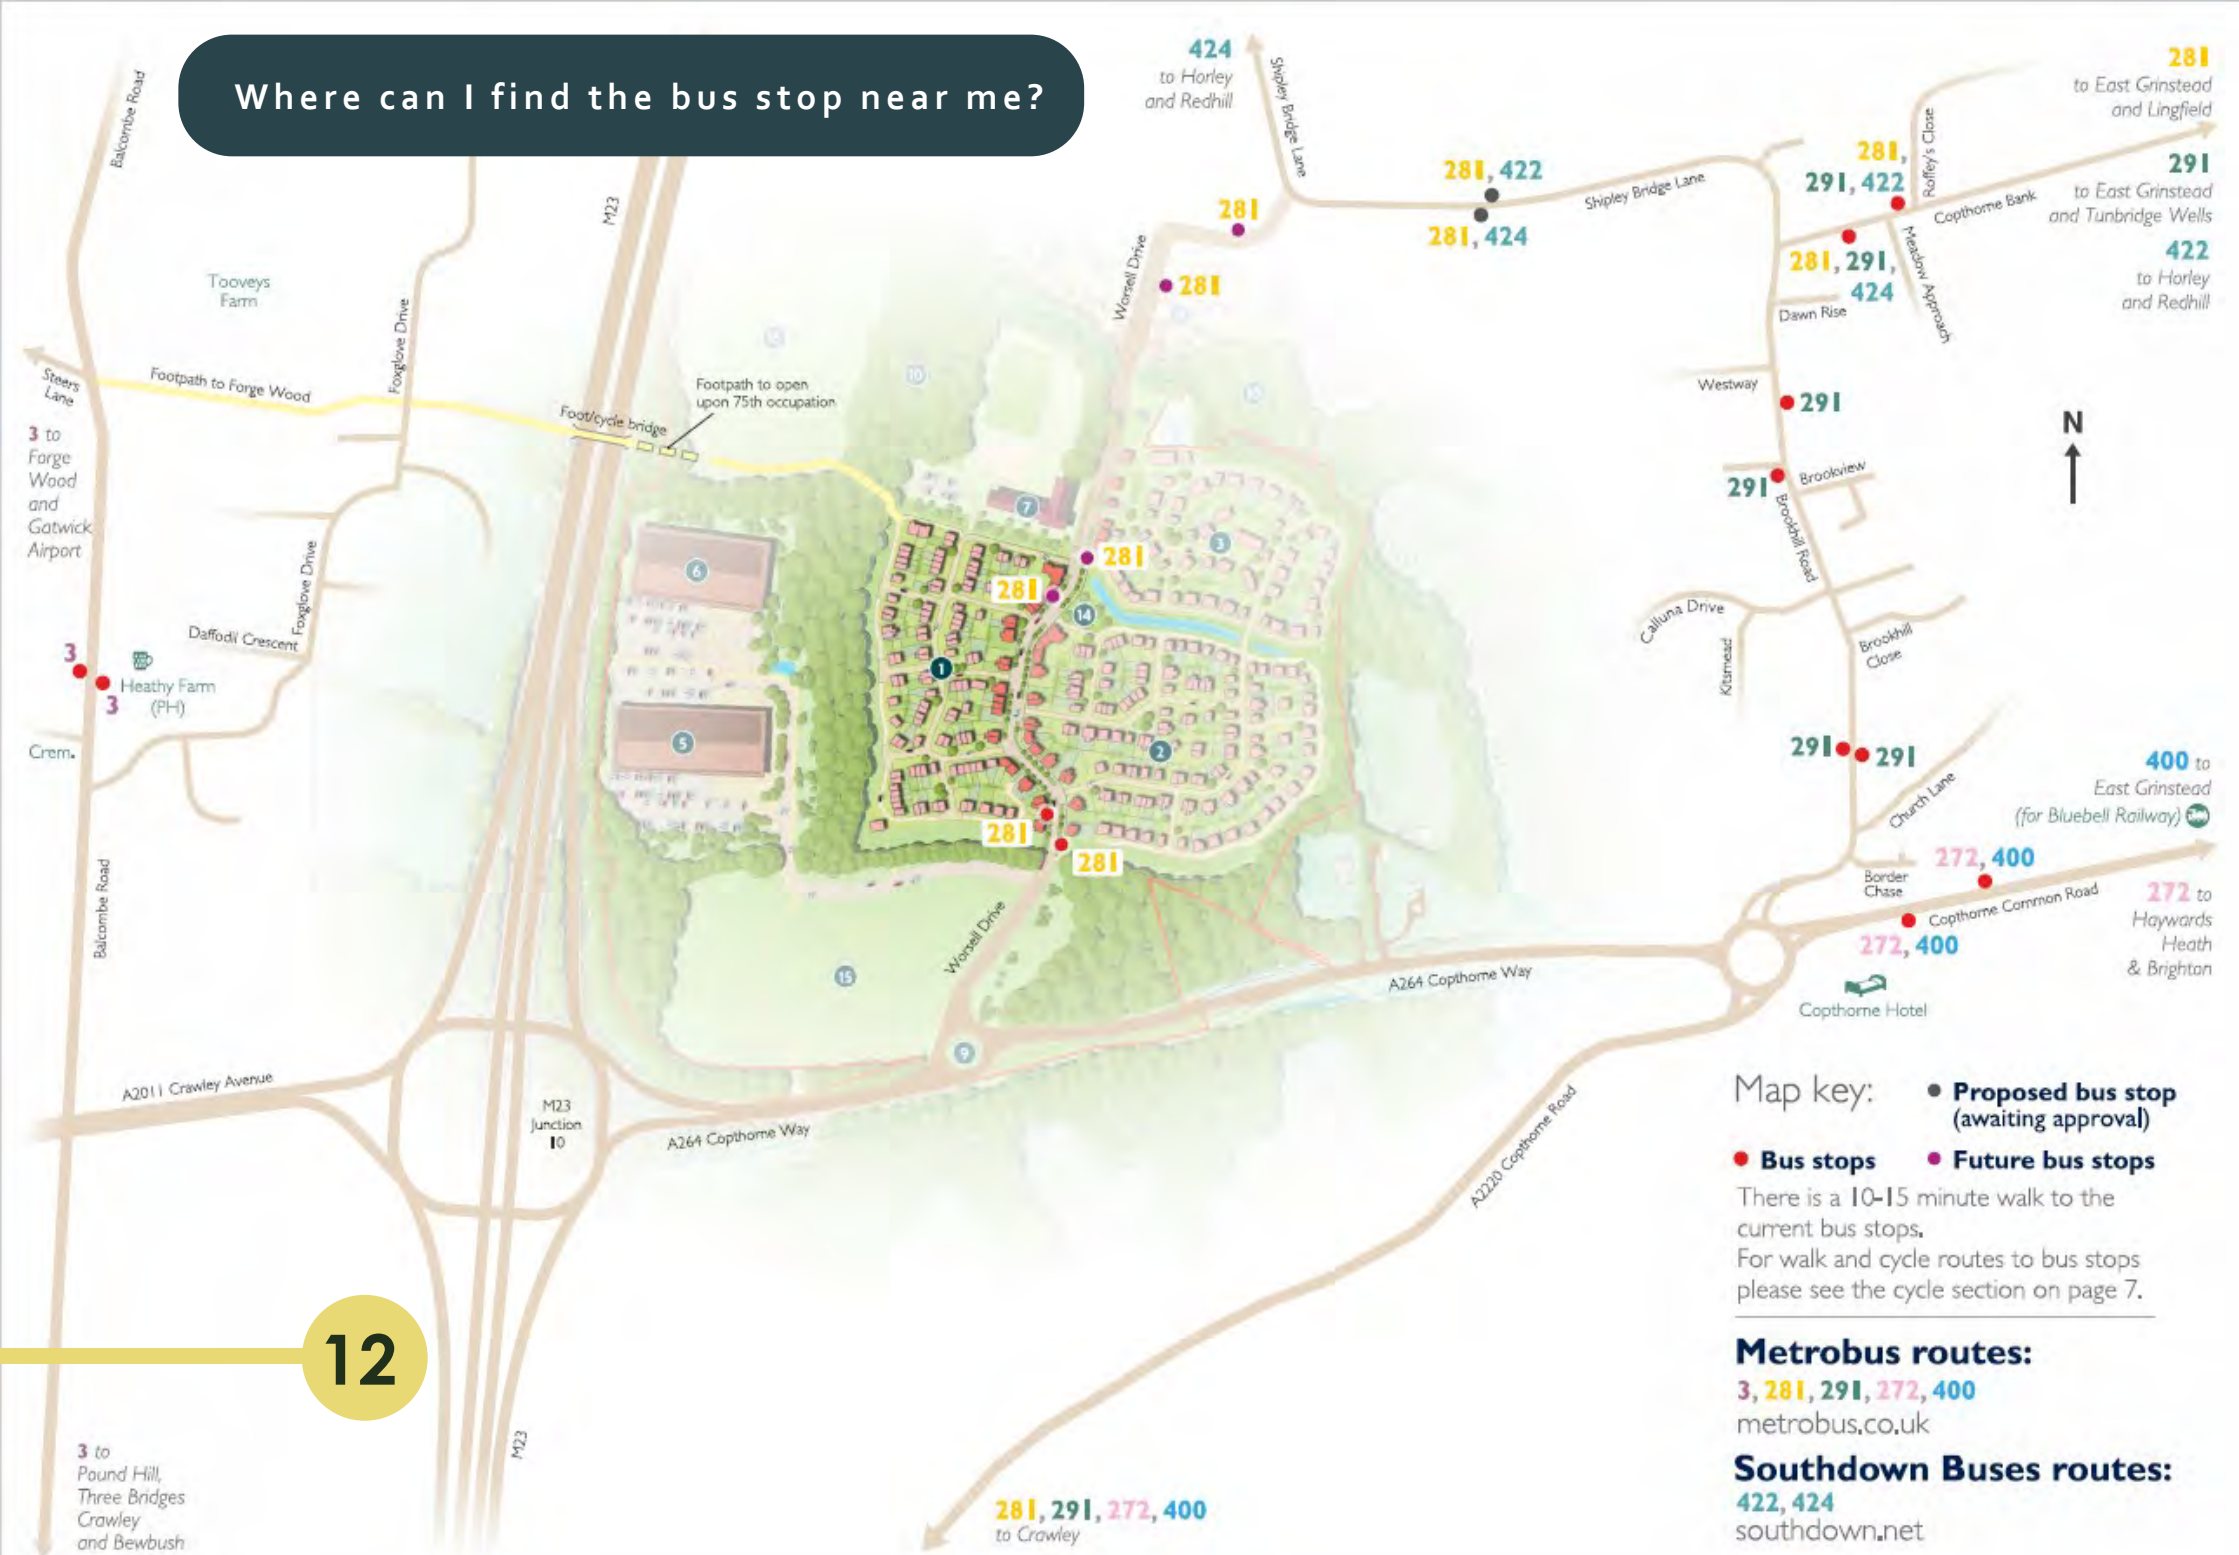 Where can I find the bus stop near me?
424
to Horley
and Redhill
281
to East Grinstead
and Lingfield
291
to East Grinstead
and Tunbridge Wells
422
to Horley
and Redhill
Balcombe Road
M23
Shipley Bridge Lane
281, 422
281, 424
Shipley Bridge Lane
281,
291, 422
Roffey's Close
Copthorne Bank
281, 291,
424
Meadow Approach
Dawn Rise
281
281
Worsell Drive
Tooveys
Farm
Foxglove Drive
Steers
Lane
Footpath to Forge Wood
Foot/cycle bridge
Footpath to open
upon 75th occupation
10
Westway
291
291
Brookview
Brookhill Road
N
3 to
Forge
Wood
and
Gatwick
Airport
Foxglove Drive
Daffodil Crescent
3
3
Heathy Farm
(PH)
Crem.
6
5
7
3
281
281
14
1
2
281
281
Calluna Drive
Kitsmead
Brookhill
Close
291
291
Church Lane
400 to
East Grinstead
(for Bluebell Railway)
272, 400
Border
Chase
Copthorne Common Road
272, 400
272 to
Haywards
Heath
& Brighton
Copthorne Hotel
Balcombe Road
Worsell Drive
15
9
A264 Copthorne Way
A2011 Crawley Avenue
M23
Junction
10
A264 Copthorne Way
A2220 Copthorne Road
Map key:
Proposed bus stop
(awaiting approval)
Bus stops
Future bus stops
There is a 10-15 minute walk to the
current bus stops.
For walk and cycle routes to bus stops
please see the cycle section on page 7.
Metrobus routes:
3, 281, 291, 272, 400
metrobus.co.uk
Southdown Buses routes:
422, 424
southdown.net
12
M23
3 to
Pound Hill,
Three Bridges
Crawley
and Bewbush
281, 291, 272, 400
to Crawley